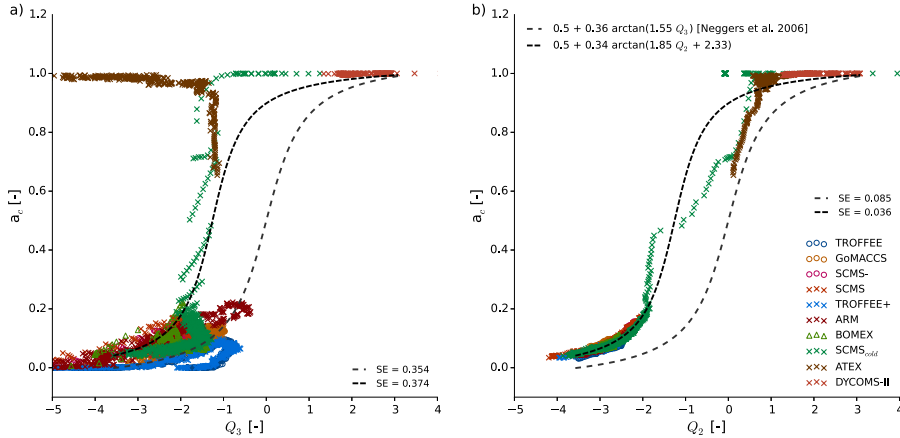 a)
1.2
1.0
0.8
0.6
0.4
0.2
0.0
a_c [-]
SE = 0.354
SE = 0.374
−5 −4 −3 −2 −1 0 1 2 3 4
Q_3 [-]
b)
0.5 + 0.36 arctan(1.55 Q_3) [Neggers et al. 2006]
0.5 + 0.34 arctan(1.85 Q_2 + 2.33)
1.2
1.0
0.8
0.6
0.4
0.2
0.0
a_c [-]
SE = 0.085
SE = 0.036
TROFFEE
GoMACCS
SCMS-
SCMS
TROFFEE+
ARM
BOMEX
SCMS_cold
ATEX
DYCOMS-II
−5 −4 −3 −2 −1 0 1 2 3 4
Q_2 [-]